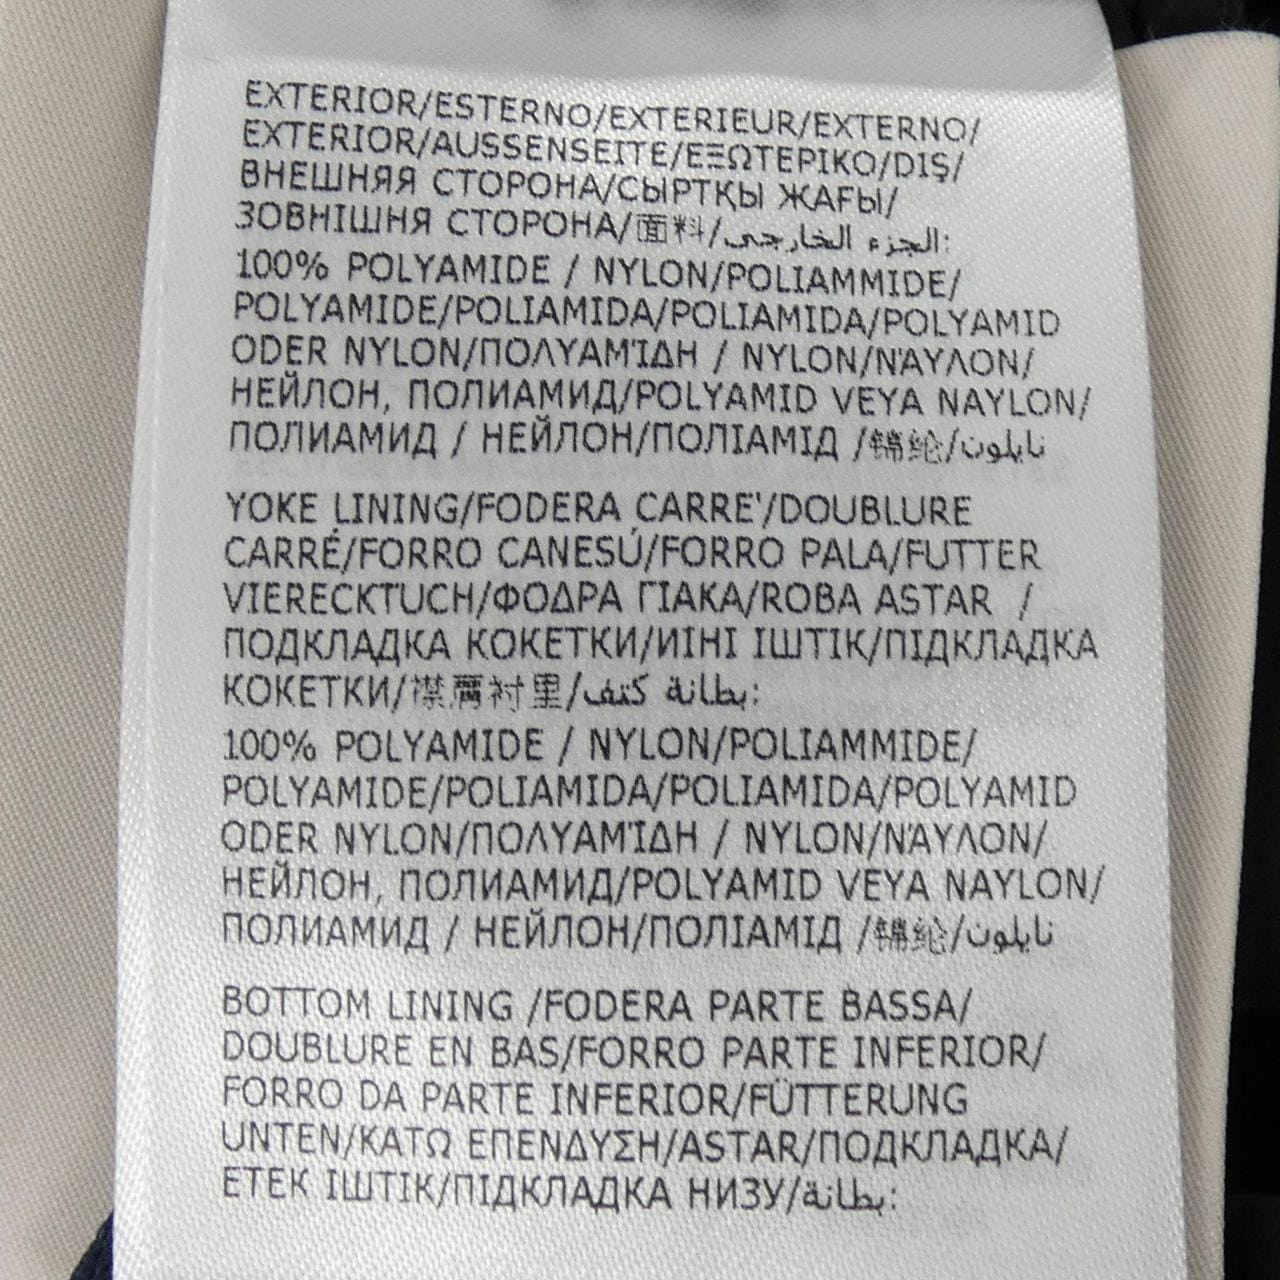 EXTERIOR/ESTERNO/EXTERIEUR/EXTERNO/
EXTERIOR/AUSSENSEITE/ΕΞΩΤΕΡΙΚΟ/DIŞ/
ВНЕШНЯЯ СТОРОНА/СЫРТҚЫ ЖАҒЫ/
ЗОВНІШНЯ СТОРОНА/面料/الجزء الخارجي:
100% POLYAMIDE / NYLON/POLIAMMIDE/
POLYAMIDE/POLIAMIDA/POLIAMIDA/POLYAMID
ODER NYLON/ΠΟΛΥΑΜΊΔΗ / NYLON/ΝΆΥΛΟΝ/
НЕЙЛОН, ПОЛИАМИД/POLYAMID VEYA NAYLON/
ПОЛИАМИД / НЕЙЛОН/ПОЛІАМІД /锦纶/نايلون
YOKE LINING/FODERA CARRE'/DOUBLURE
CARRÉ/FORRO CANESÚ/FORRO PALA/FUTTER
VIERECKTUCH/ΦΟΔΡΑ ΓΙΑΚΑ/ROBA ASTAR /
ПОДКЛАДКА КОКЕТКИ/ИІНІ ІШТІК/ПІДКЛАДКА
КОКЕТКИ/襟肩衬里/بطانة كتف:
100% POLYAMIDE / NYLON/POLIAMMIDE/
POLYAMIDE/POLIAMIDA/POLIAMIDA/POLYAMID
ODER NYLON/ΠΟΛΥΑΜΊΔΗ / NYLON/ΝΆΥΛΟΝ/
НЕЙЛОН, ПОЛИАМИД/POLYAMID VEYA NAYLON/
ПОЛИАМИД / НЕЙЛОН/ПОЛІАМІД /锦纶/نايلون
BOTTOM LINING /FODERA PARTE BASSA/
DOUBLURE EN BAS/FORRO PARTE INFERIOR/
FORRO DA PARTE INFERIOR/FÜTTERUNG
UNTEN/ΚΑΤΩ ΕΠΕΝΔΥΣΗ/ASTAR/ПОДКЛАДКА/
ЕТЕК ІШТІК/ПІДКЛАДКА НИЗУ/بطانة: